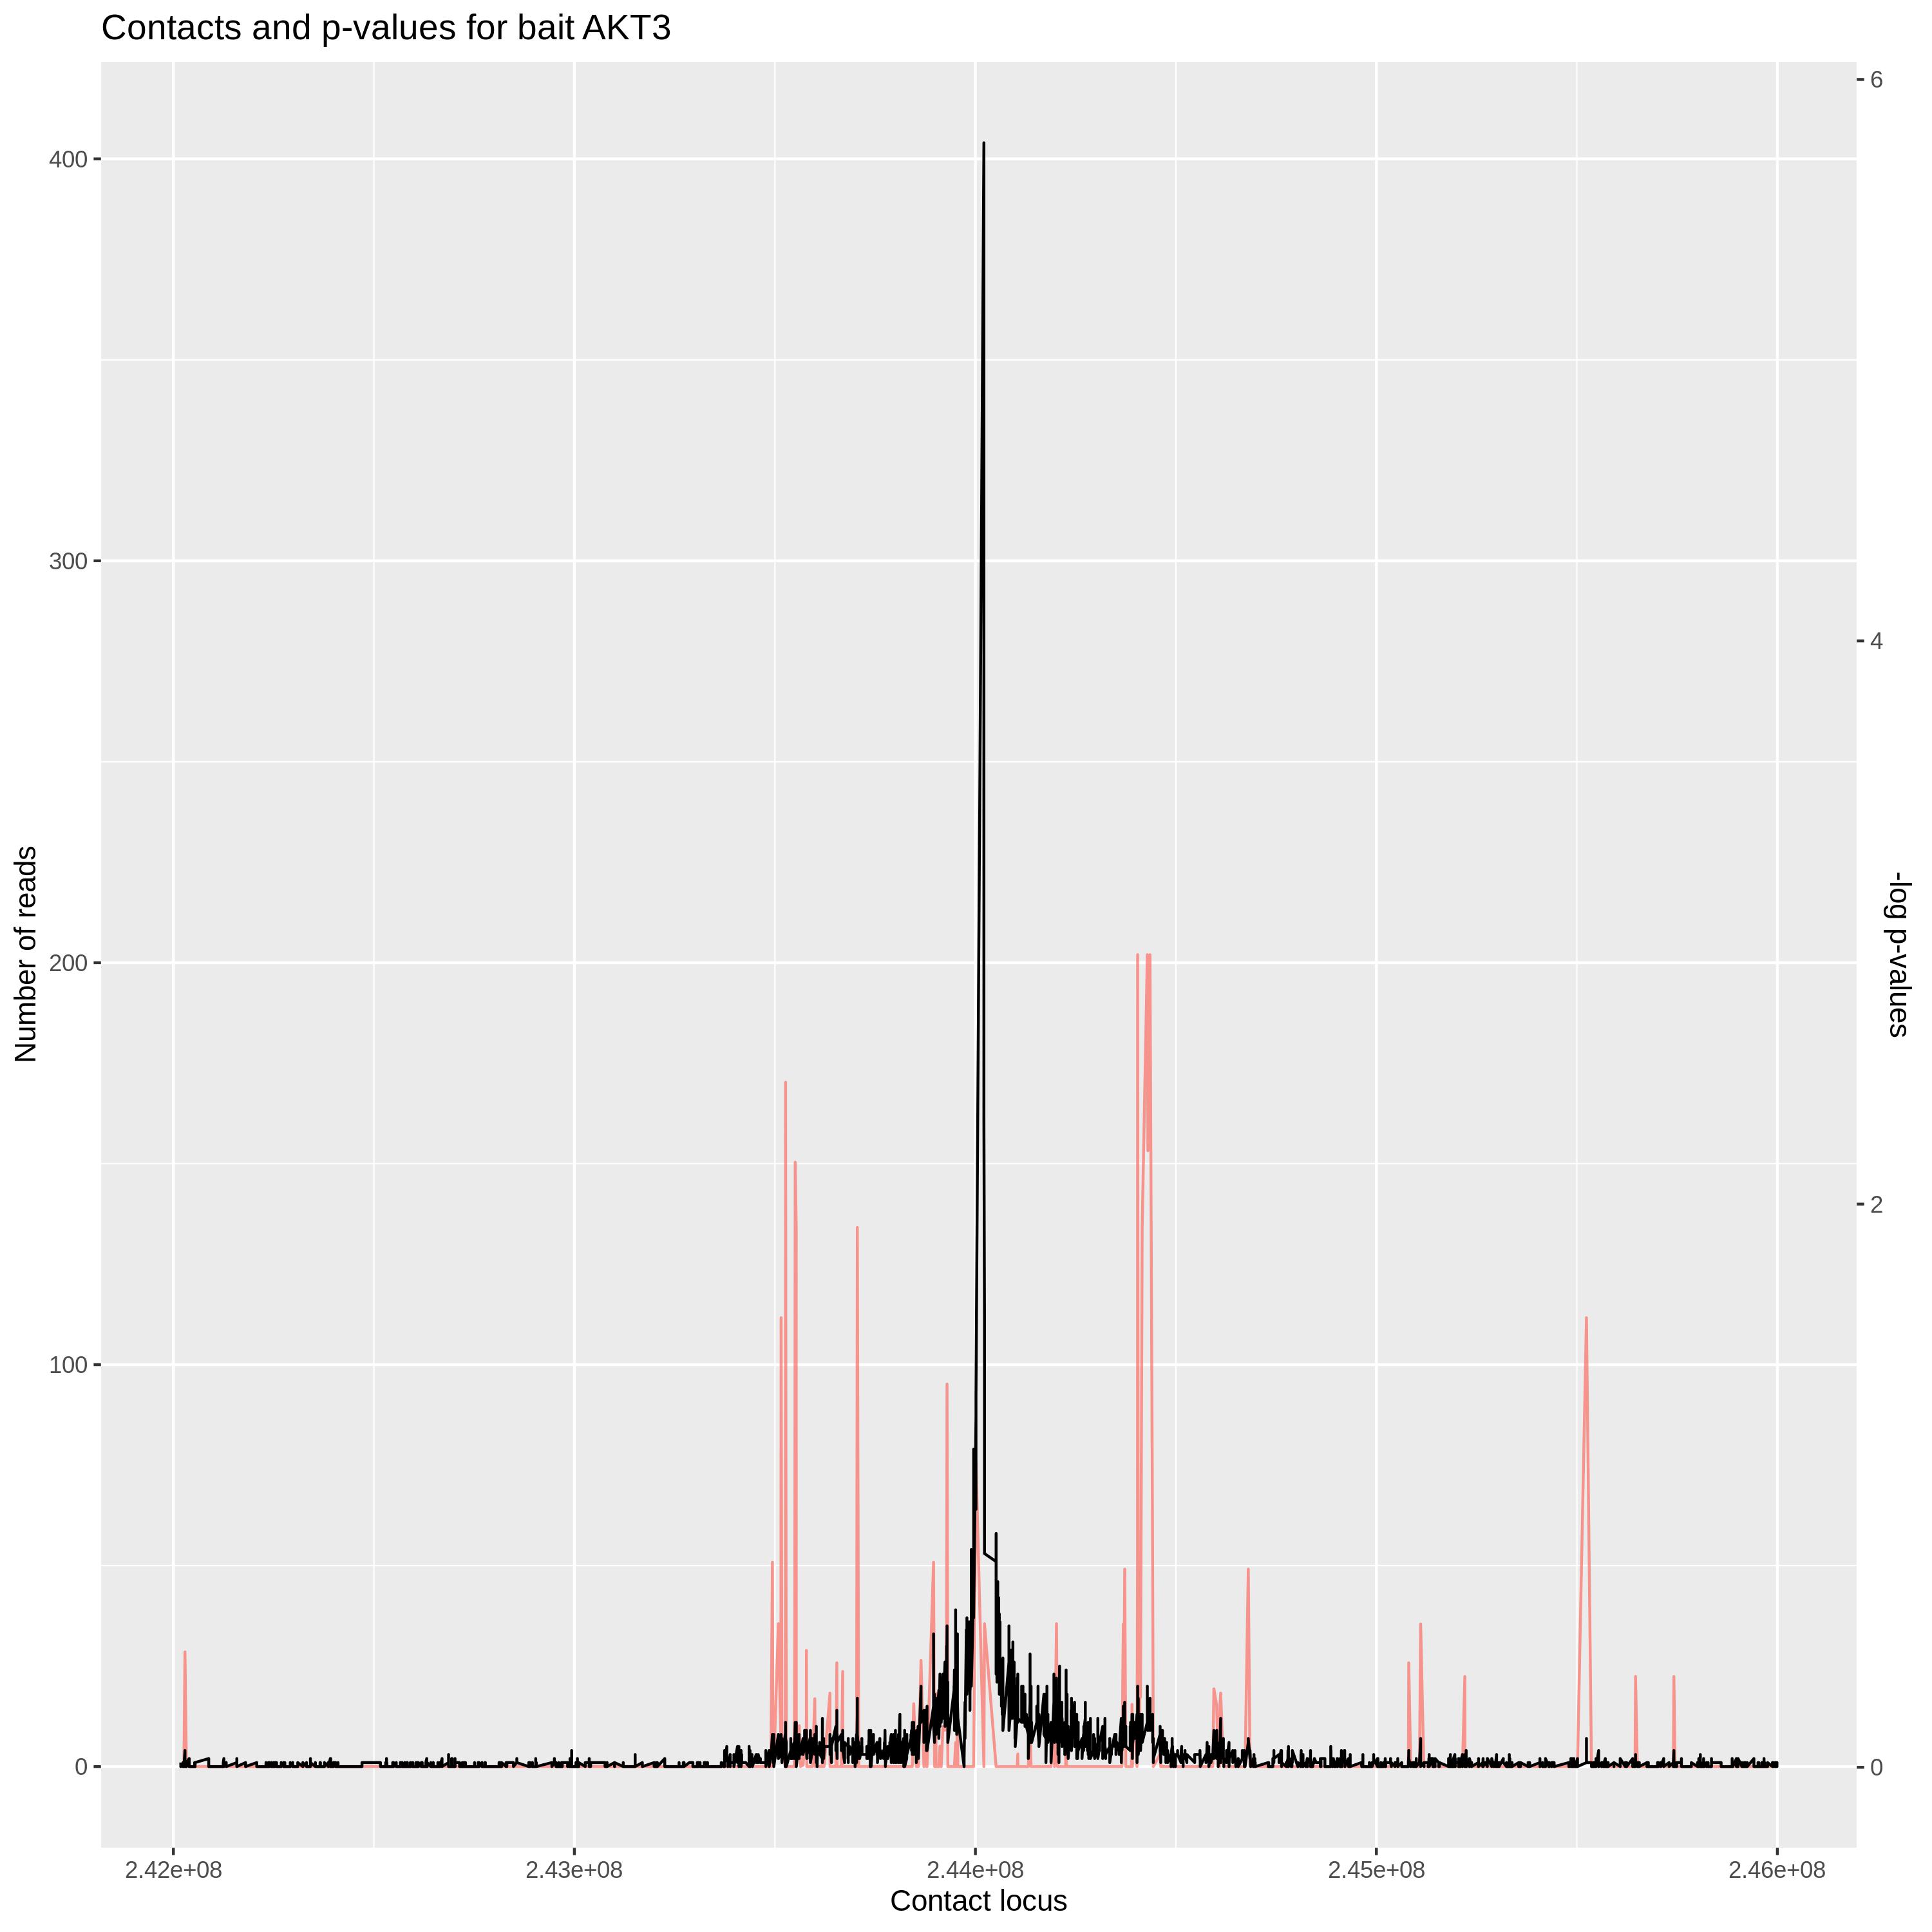 Contacts and p-values for bait AKT3
400
300
200
100
0
Number of reads
6
4
2
0
-log p-values
2.42e+08
2.43e+08
2.44e+08
2.45e+08
2.46e+08
Contact locus